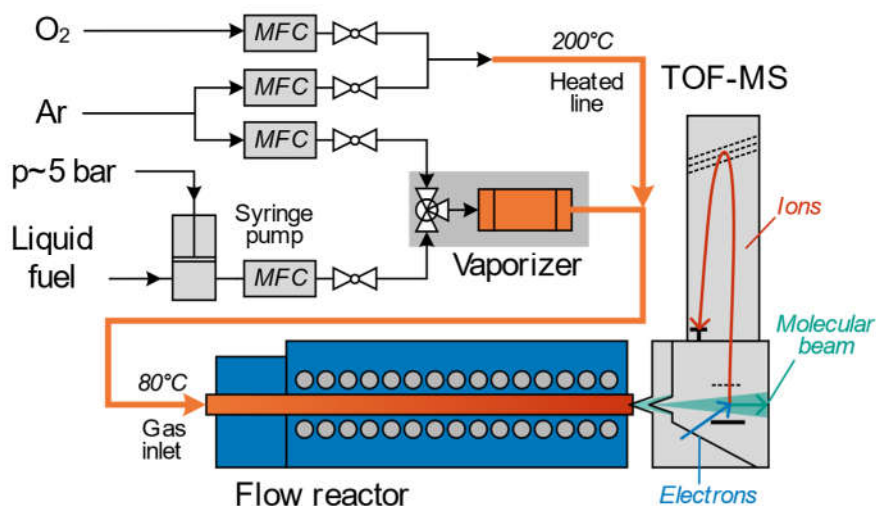 O₂
MFC
200°C
TOF-MS
Heated
line
Ar
MFC
MFC
p~5 bar
Ions
Syringe
pump
Liquid
fuel
MFC
Vaporizer
Molecular
beam
80°C
Gas
inlet
Flow reactor
Electrons